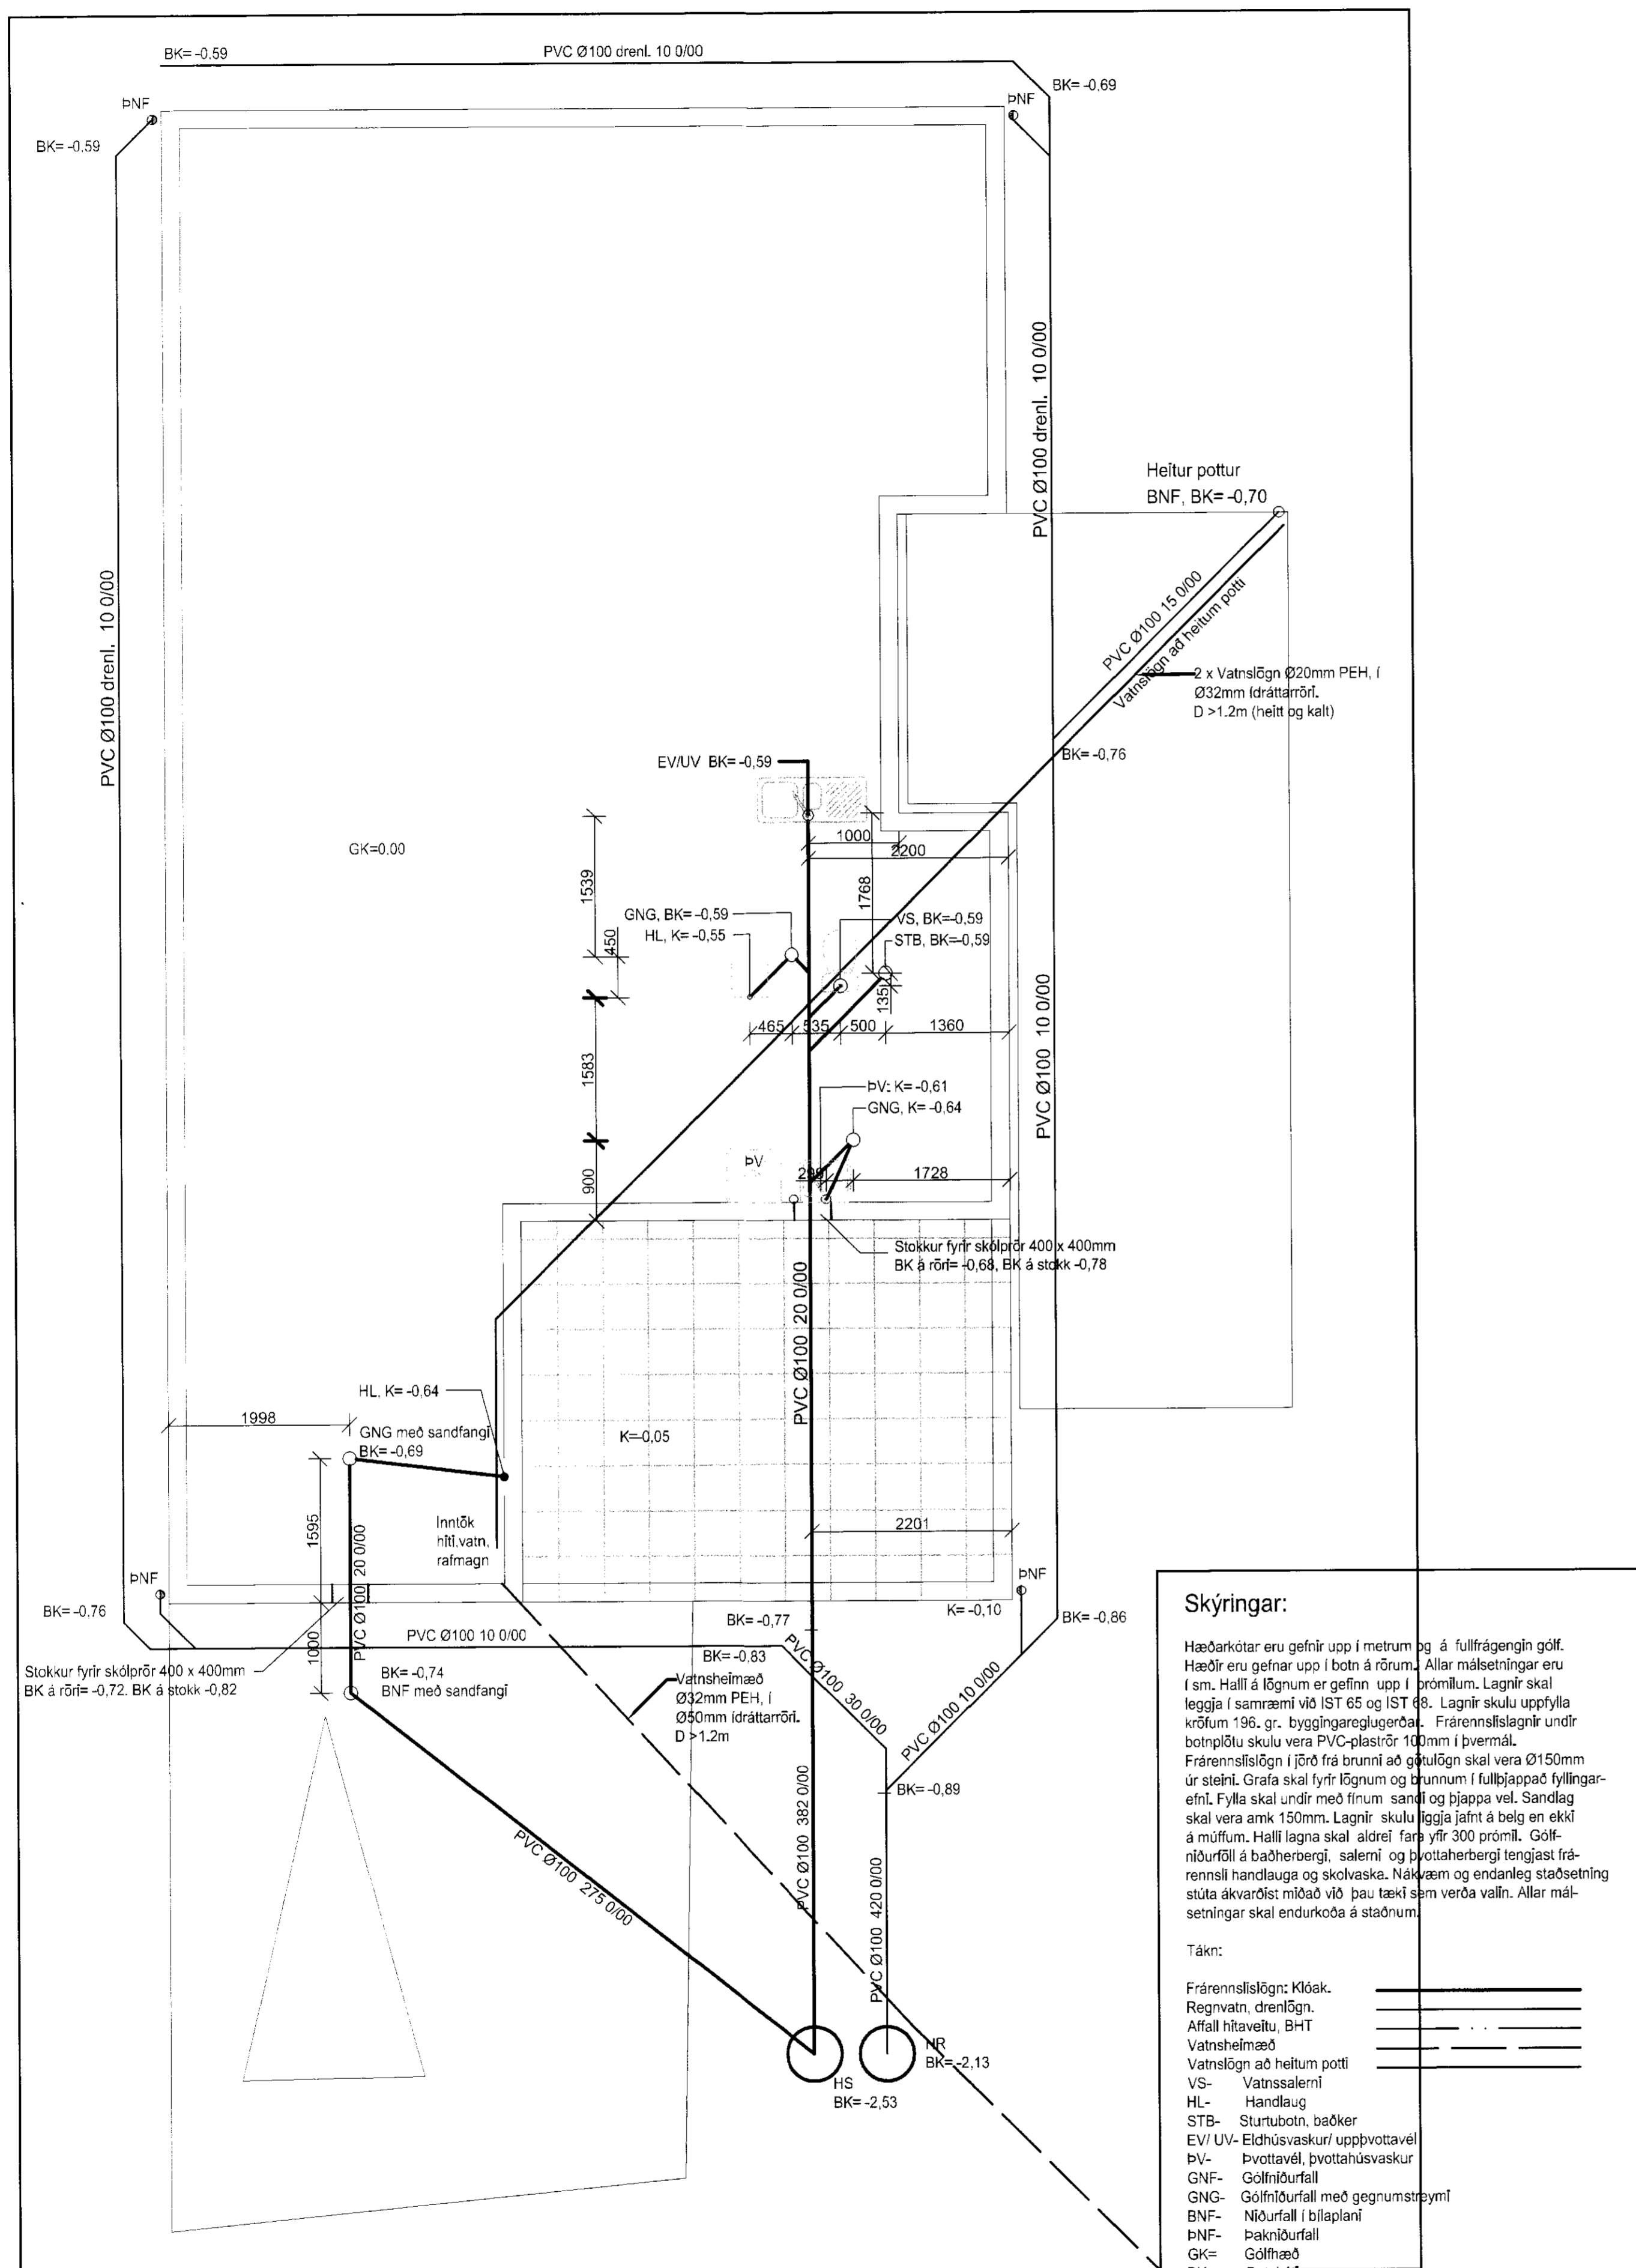 BK= -0,59
PVC Ø100 drenl. 10 0/00
BK= -0.69
ÞNF
ÞNF
BK= -0.59
PVC Ø100 drenl. 10 0/00
PVC Ø100 drenl. 10 0/00
Heitur pottur
BNF, BK= -0,70
PVC Ø100 15 0/00
Vatnslögn að heitum potti
2 x Vatnslögn Ø20mm PEH, í
Ø32mm ídráttarröri.
D >1.2m (heitt og kalt)
BK= -0,76
EV/UV BK= -0,59
1000
2200
GK=0.00
1539
1768
GNG, BK= -0,59
HL, K= -0,55
450
VS, BK=-0,59
STB, BK=-0,59
135
465
535
500
1360
PVC Ø100 10 0/00
1583
ÞV: K= -0,61
GNG, K= -0,64
ÞV
1728
900
Stokkur fyrir skólprör 400 x 400mm
BK á röri= -0,68, BK á stokk -0,78
PVC Ø100 20 0/00
HL, K= -0,64
1998
GNG með sandfangi
BK= -0,69
K=-0,05
1595
PVC Ø100 20 0/00
Inntök
hiti,vatn,
rafmagn
2201
ÞNF
ÞNF
BK= -0.76
BK= -0,77
K= -0,10
BK= -0,86
1000
PVC Ø100 10 0/00
BK= -0,83
PVC Ø100 30 0/00
PVC Ø100 10 0/00
Stokkur fyrir skólprör 400 x 400mm
BK á röri= -0,72. BK á stokk -0,82
BK= -0,74
BNF með sandfangi
Vatnsheimæð
Ø32mm PEH, í
Ø50mm ídráttarröri.
D >1.2m
BK= -0,89
PVC Ø100 382 0/00
PVC Ø100 275 0/00
PVC Ø100 420 0/00
HR
BK= -2,13
HS
BK= -2,53
Skýringar:
Hæðarkótar eru gefnir upp í metrum og á fullfrágengin gólf.
Hæðir eru gefnar upp í botn á rörum. Allar málsetningar eru
í sm. Halli á lögnum er gefinn upp í prómilum. Lagnir skal
leggja í samræmi við IST 65 og IST 68. Lagnir skulu uppfylla
kröfum 196. gr. byggingareglugerðar. Frárennslislagnir undir
botnplötu skulu vera PVC-plaströr 100mm í þvermál.
Frárennslislögn í jörð frá brunni að götulögn skal vera Ø150mm
úr steini. Grafa skal fyrir lögnum og brunnum í fullþjappað fyllingar-
efni. Fylla skal undir með fínum sandi og þjappa vel. Sandlag
skal vera amk 150mm. Lagnir skulu liggja jafnt á belg en ekki
á múffum. Halli lagna skal aldrei fara yfir 300 prómil. Gólf-
niðurföll á baðherbergi, salerni og þvottaherbergi tengjast frá-
rennsli handlauga og skolvaska. Nákvæm og endanleg staðsetning
stúta ákvarðist miðað við þau tæki sem verða valin. Allar mál-
setningar skal endurkoða á staðnum.
Tákn:
Frárennslislögn: Klóak.
Regnvatn, drenlögn.
Affall hitaveitu, BHT
Vatnsheimæð
Vatnslögn að heitum potti
VS- Vatnssalerni
HL- Handlaug
STB- Sturtubotn, baðker
EV/ UV- Eldhúsvaskur/ uppþvottavél
ÞV- Þvottavél, þvottahúsvaskur
GNF- Gólfniðurfall
GNG- Gólfniðurfall með gegnumstreymi
BNF- Niðurfall í bílaplani
ÞNF- Þakniðurfall
GK= Gólfhæð